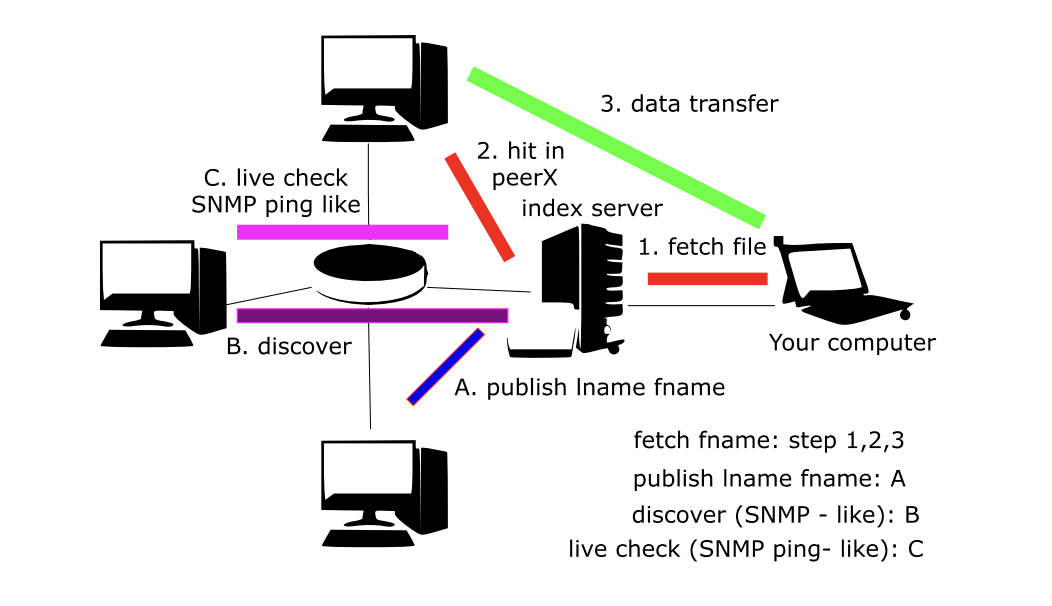 3. data transfer
2. hit in
peerX
C. live check
SNMP ping like
index server
1. fetch file
Your computer
B. discover
A. publish lname fname
fetch fname: step 1,2,3
publish lname fname: A
discover (SNMP - like): B
live check (SNMP ping- like): C